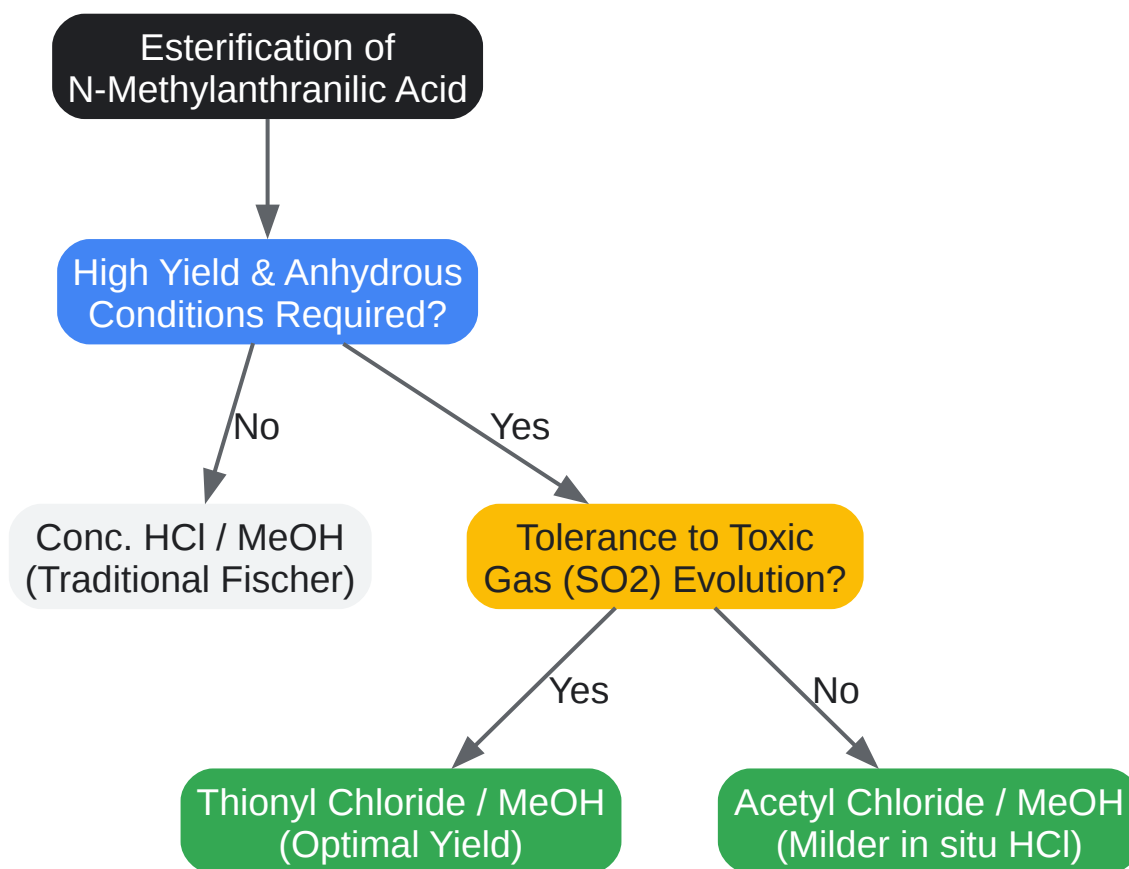 Esterification of
N-Methylanthranilic Acid
High Yield & Anhydrous
Conditions Required?
No
Yes
Conc. HCl / MeOH
(Traditional Fischer)
Tolerance to Toxic
Gas (SO2) Evolution?
Yes
No
Thionyl Chloride / MeOH
(Optimal Yield)
Acetyl Chloride / MeOH
(Milder in situ HCl)